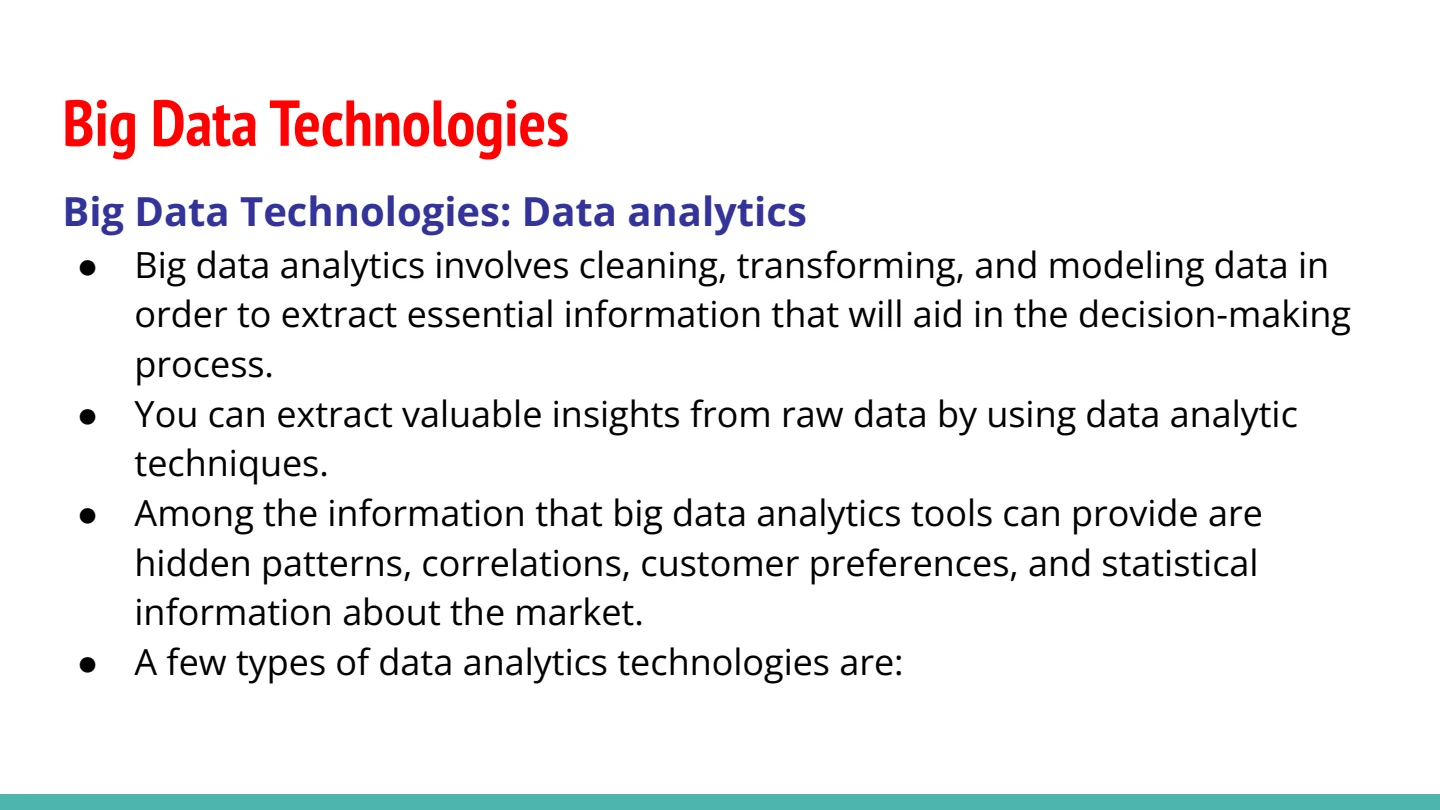 Big Data Technologies
Big Data Technologies: Data analytics
● Big data analytics involves cleaning, transforming, and modeling data in
order to extract essential information that will aid in the decision-making
process.
● You can extract valuable insights from raw data by using data analytic
techniques.
● Among the information that big data analytics tools can provide are
hidden patterns, correlations, customer preferences, and statistical
information about the market.
● A few types of data analytics technologies are: